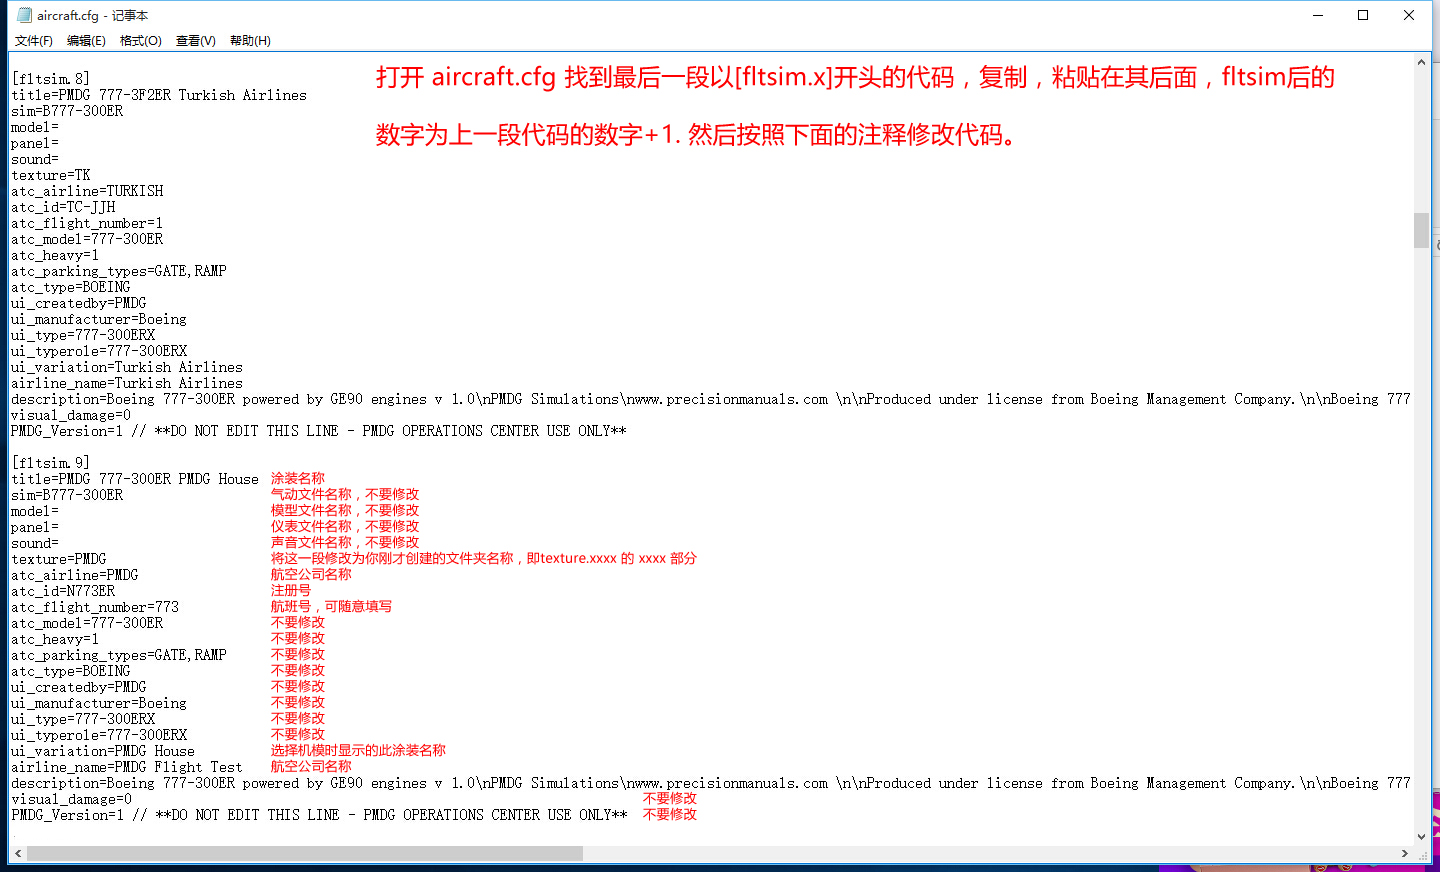 aircraft.cfg - 记事本
文件(F) 编辑(E) 格式(O) 查看(V) 帮助(H)
打开 aircraft.cfg 找到最后一段以[fltsim.x]开头的代码，复制，粘贴在其后面，fltsim后的
数字为上一段代码的数字+1. 然后按照下面的注释修改代码。
[fltsim.8]
title=PMDG 777-3F2ER Turkish Airlines
sim=B777-300ER
model=
panel=
sound=
texture=TK
atc_airline=TURKISH
atc_id=TC-JJH
atc_flight_number=1
atc_model=777-300ER
atc_heavy=1
atc_parking_types=GATE,RAMP
atc_type=BOEING
ui_createdby=PMDG
ui_manufacturer=Boeing
ui_type=777-300ERX
ui_typerole=777-300ERX
ui_variation=Turkish Airlines
airline_name=Turkish Airlines
description=Boeing 777-300ER powered by GE90 engines v 1.0\nPMDG Simulations\nwww.precisionmanuals.com \n\nProduced under license from Boeing Management Company.\n\nBoeing 777
visual_damage=0
PMDG_Version=1 // **DO NOT EDIT THIS LINE - PMDG OPERATIONS CENTER USE ONLY**
[fltsim.9]
title=PMDG 777-300ER PMDG House 涂装名称
sim=B777-300ER 气动文件名称，不要修改
model= 模型文件名称，不要修改
panel= 仪表文件名称，不要修改
sound= 声音文件名称，不要修改
texture=PMDG 将这一段修改为你刚才创建的文件夹名称，即texture.xxxx 的 xxxx 部分
atc_airline=PMDG 航空公司名称
atc_id=N773ER 注册号
atc_flight_number=773 航班号，可随意填写
atc_model=777-300ER 不要修改
atc_heavy=1 不要修改
atc_parking_types=GATE,RAMP 不要修改
atc_type=BOEING 不要修改
ui_createdby=PMDG 不要修改
ui_manufacturer=Boeing 不要修改
ui_type=777-300ERX 不要修改
ui_typerole=777-300ERX 不要修改
ui_variation=PMDG House 选择机模时显示的此涂装名称
airline_name=PMDG Flight Test 航空公司名称
description=Boeing 777-300ER powered by GE90 engines v 1.0\nPMDG Simulations\nwww.precisionmanuals.com \n\nProduced under license from Boeing Management Company.\n\nBoeing 777
visual_damage=0 不要修改
PMDG_Version=1 // **DO NOT EDIT THIS LINE - PMDG OPERATIONS CENTER USE ONLY** 不要修改